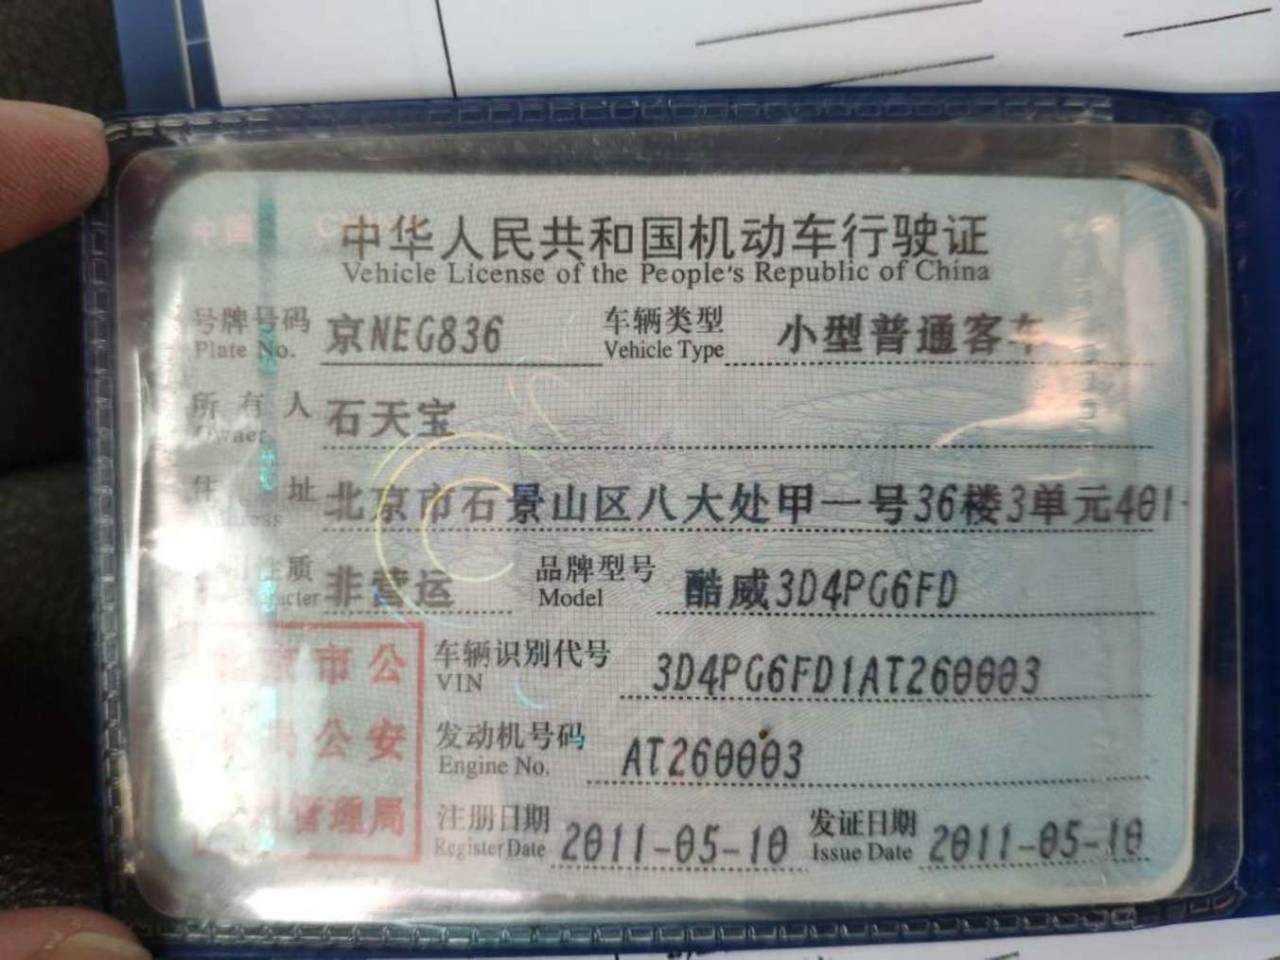 中国 CHINA
中华人民共和国机动车行驶证
Vehicle License of the People's Republic of China
号牌号码 京NEG836 车辆类型 小型普通客车
Plate No. Vehicle Type
所有人 石天宝
Owner
住址 北京市石景山区八大处甲一号36楼3单元401-
Address
性质 非营运 品牌型号 酷威3D4PG6FD
Model
车辆识别代号 3D4PG6FD1AT260003
VIN
京市公
公安
管理局
发动机号码 AT260003
Engine No.
注册日期 2011-05-10 发证日期 2011-05-10
Register Date Issue Date